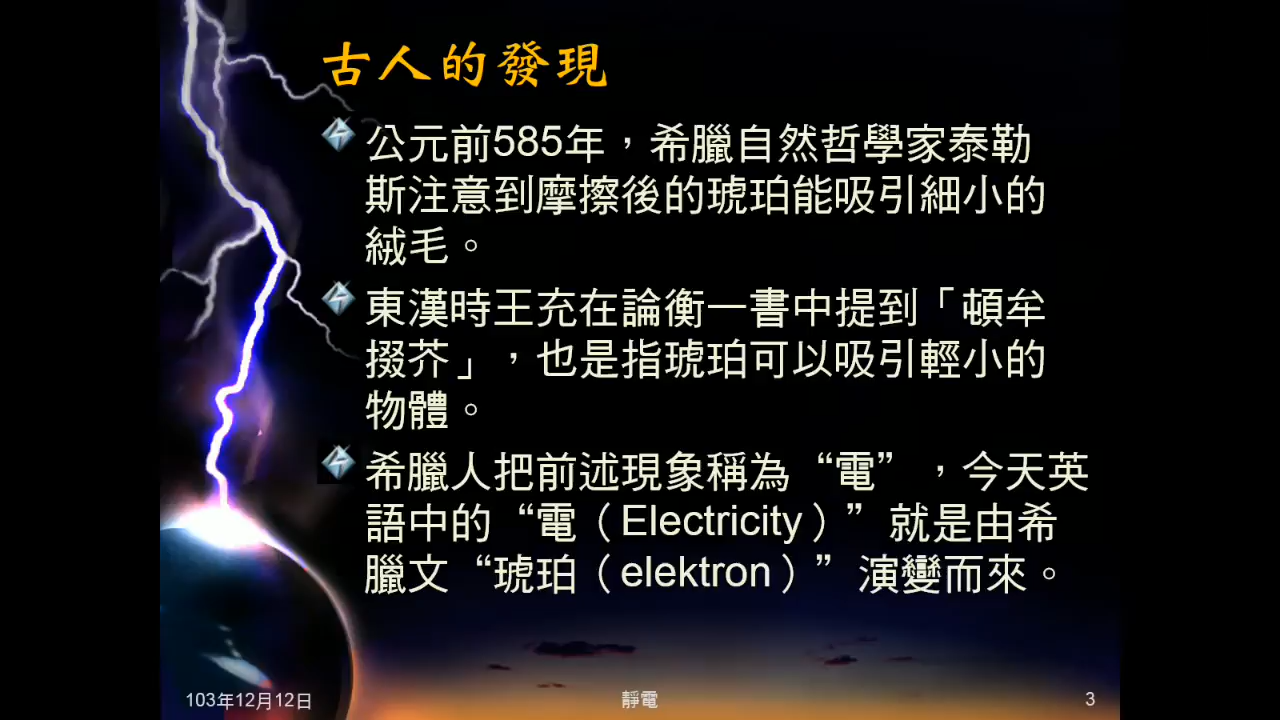 古人的發現
公元前585年，希臘自然哲學家泰勒
斯注意到摩擦後的琥珀能吸引細小的
絨毛。
東漢時王充在論衡一書中提到「頓牟
掇芥」，也是指琥珀可以吸引輕小的
物體。
希臘人把前述現象稱為“電”，今天英
語中的“電（Electricity）”就是由希
臘文“琥珀（elektron）”演變而來。
103年12月12日
靜電
3